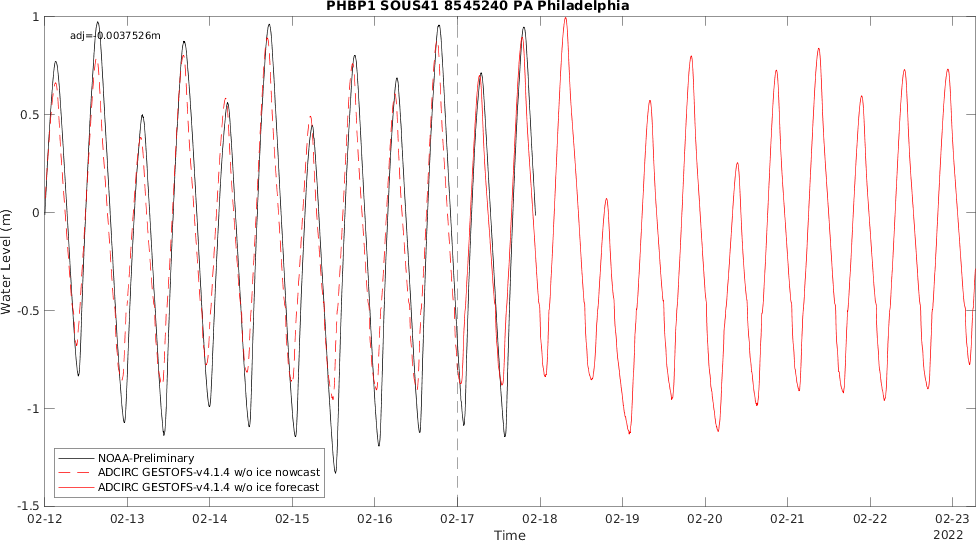 PHBP1 SOUS41 8545240 PA Philadelphia
adj=-0.0037526m
1
0.5
0
-0.5
-1
-1.5
Water Level (m)
NOAA-Preliminary
ADCIRC GESTOFS-v4.1.4 w/o ice nowcast
ADCIRC GESTOFS-v4.1.4 w/o ice forecast
02-12 02-13 02-14 02-15 02-16 02-17 02-18 02-19 02-20 02-21 02-22 02-23
Time
2022